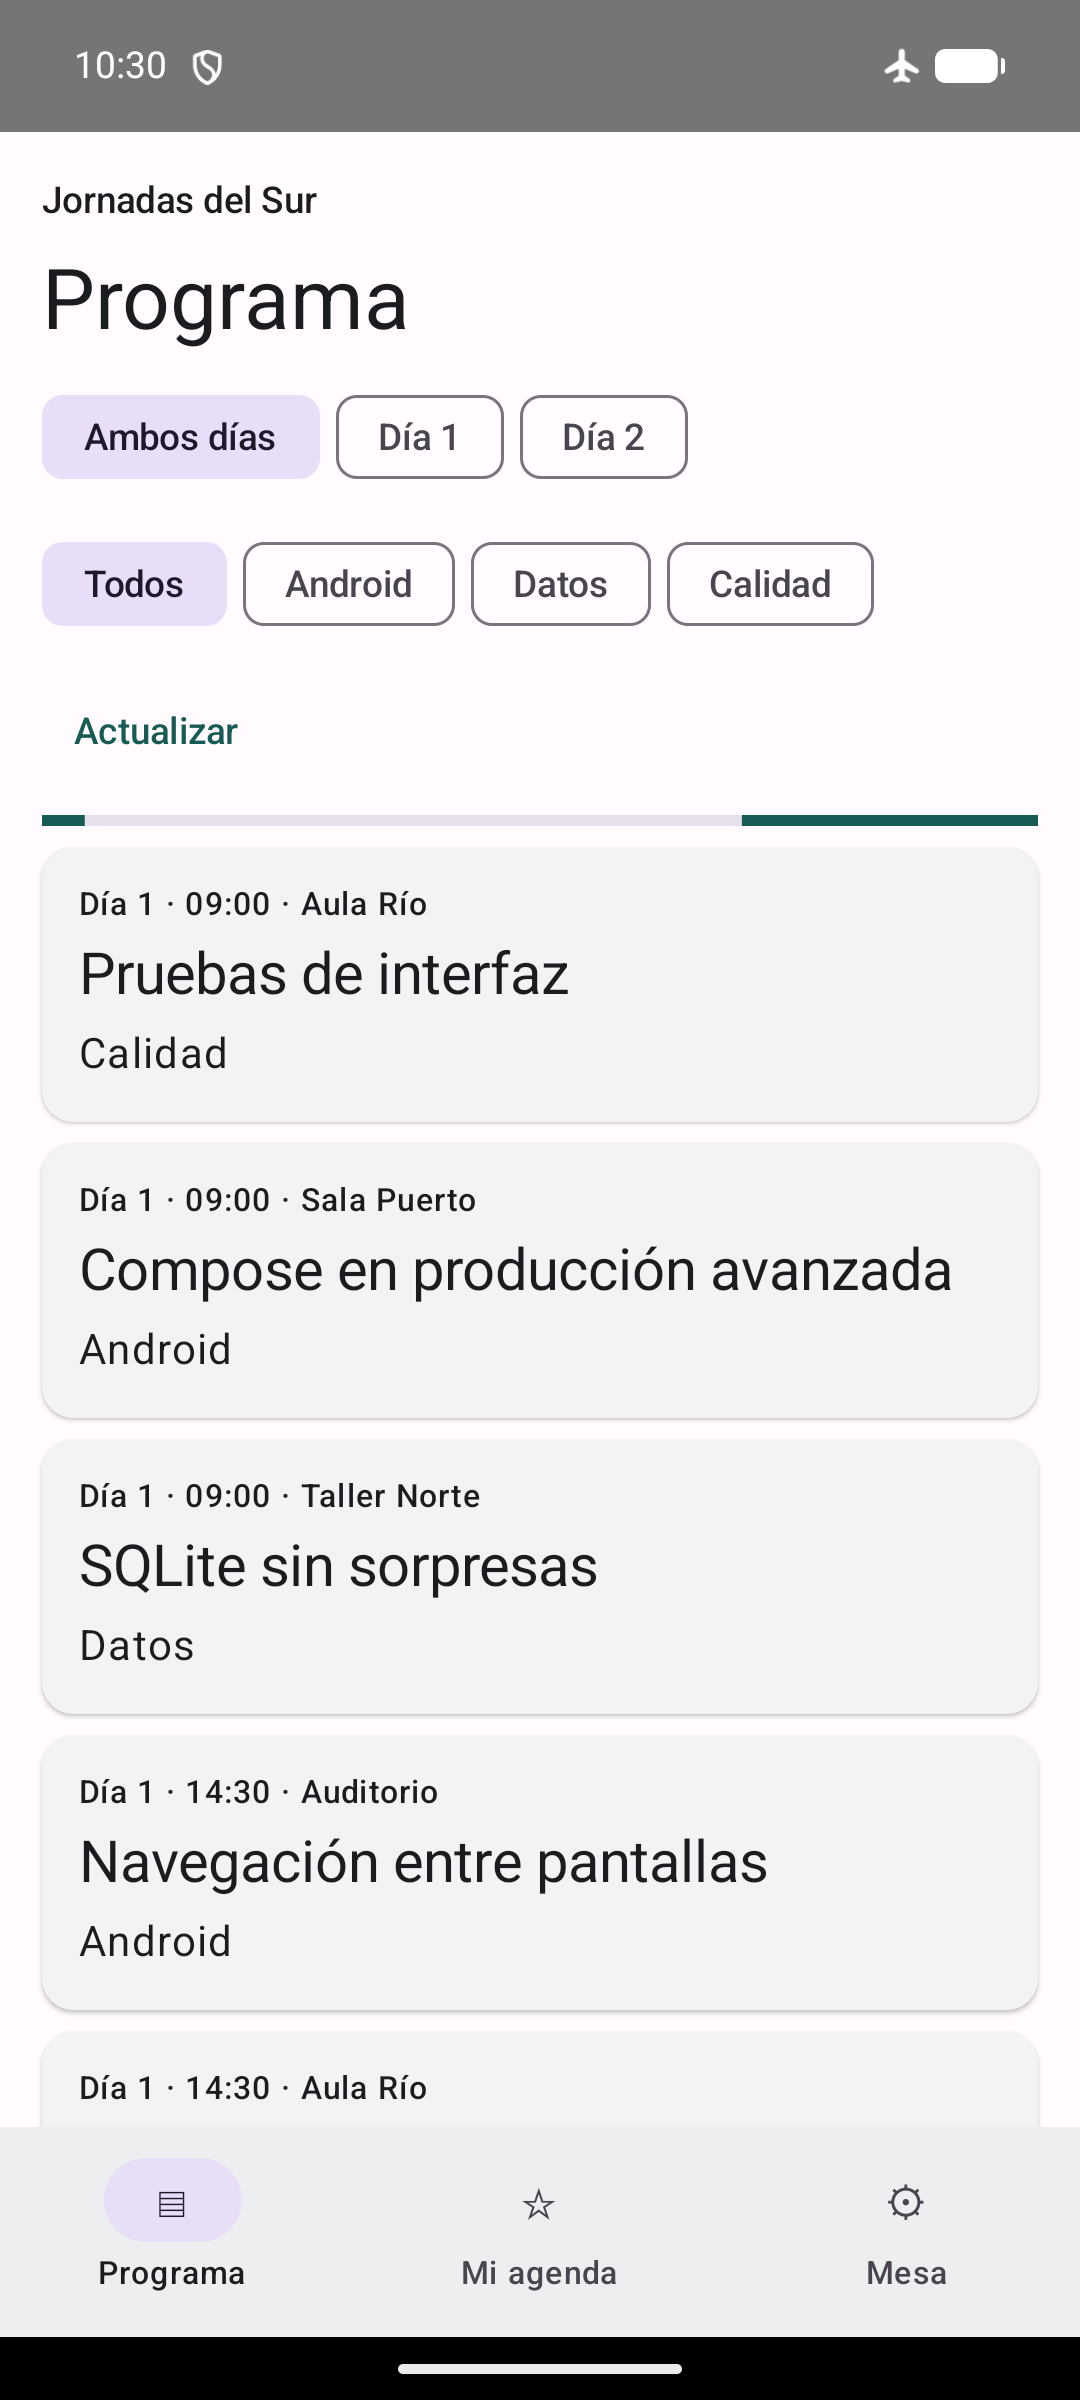 10:30
Jornadas del Sur
Programa
Ambos días
Día 1
Día 2
Todos
Android
Datos
Calidad
Actualizar
Día 1 · 09:00 · Aula Río
Pruebas de interfaz
Calidad
Día 1 · 09:00 · Sala Puerto
Compose en producción avanzada
Android
Día 1 · 09:00 · Taller Norte
SQLite sin sorpresas
Datos
Día 1 · 14:30 · Auditorio
Navegación entre pantallas
Android
Día 1 · 14:30 · Aula Río
Programa
Mi agenda
Mesa